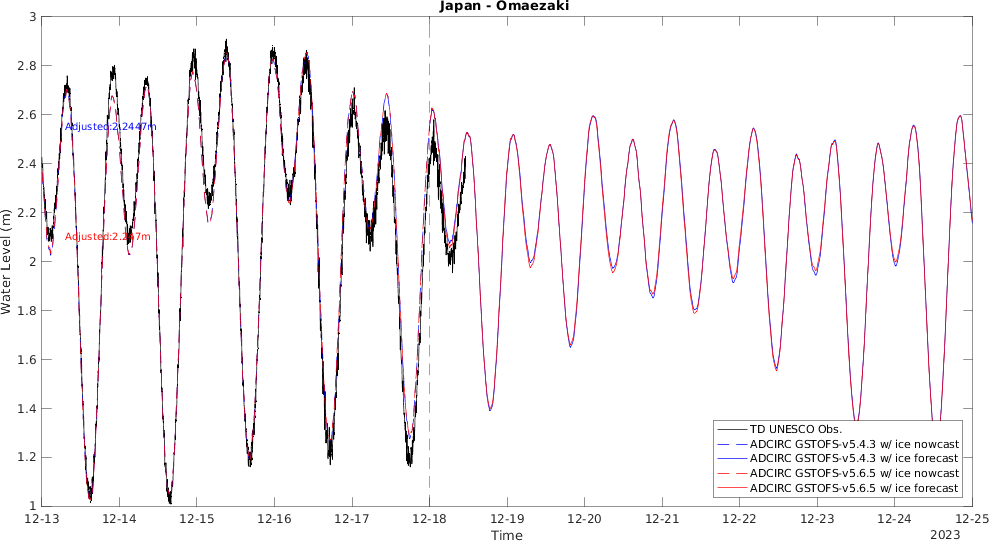 Japan - Omaezaki
Water Level (m)
3
2.8
2.6
2.4
2.2
2
1.8
1.6
1.4
1.2
1
Adjusted:2.2447m
Adjusted:2.247m
TD UNESCO Obs.
ADCIRC GSTOFS-v5.4.3 w/ ice nowcast
ADCIRC GSTOFS-v5.4.3 w/ ice forecast
ADCIRC GSTOFS-v5.6.5 w/ ice nowcast
ADCIRC GSTOFS-v5.6.5 w/ ice forecast
12-13 12-14 12-15 12-16 12-17 12-18 12-19 12-20 12-21 12-22 12-23 12-24 12-25
Time
2023